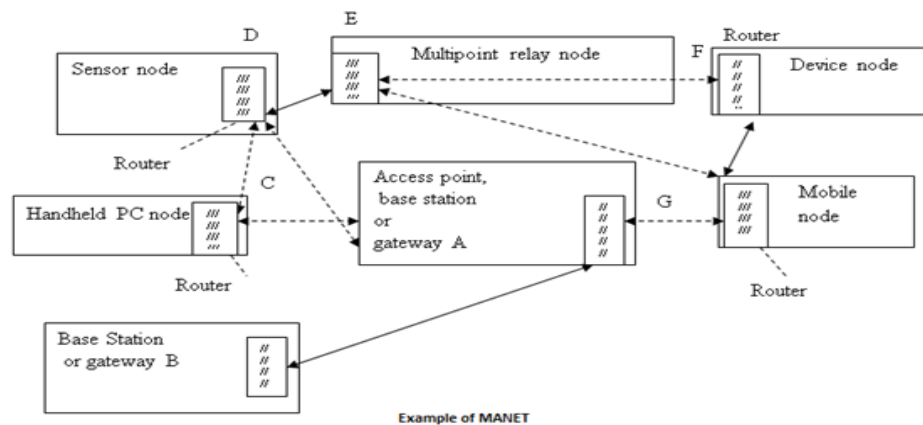 E
D
Router
Sensor node
Multipoint relay node
F
Device node
Router
C
Access point,
base station
or
gateway A
G
Mobile
node
Handheld PC node
Router
Router
Base Station
or gateway B
Example of MANET